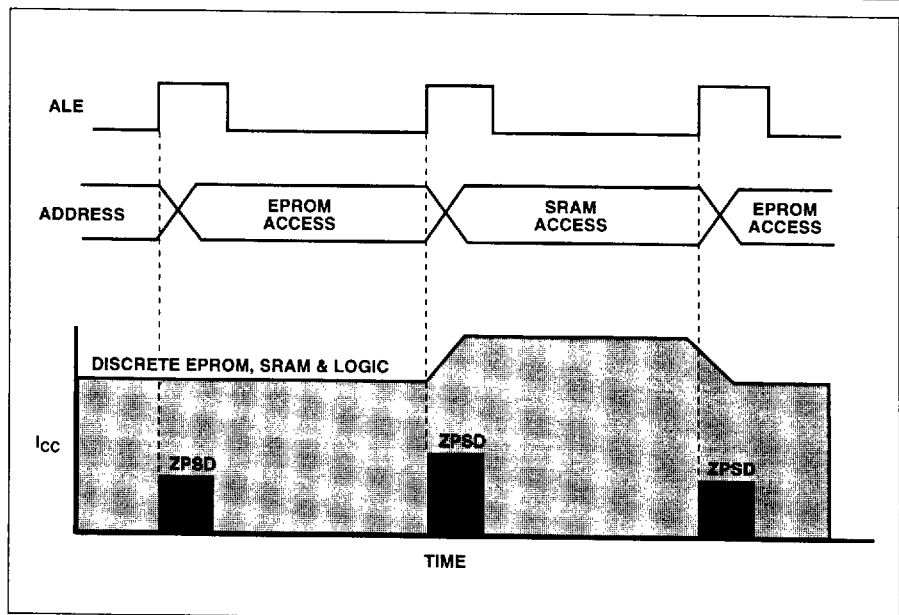 ALE
ADDRESS
EPROM
ACCESS
SRAM
ACCESS
EPROM
ACCESS
DISCRETE EPROM, SRAM & LOGIC
ICC
ZPSD
ZPSD
ZPSD
TIME